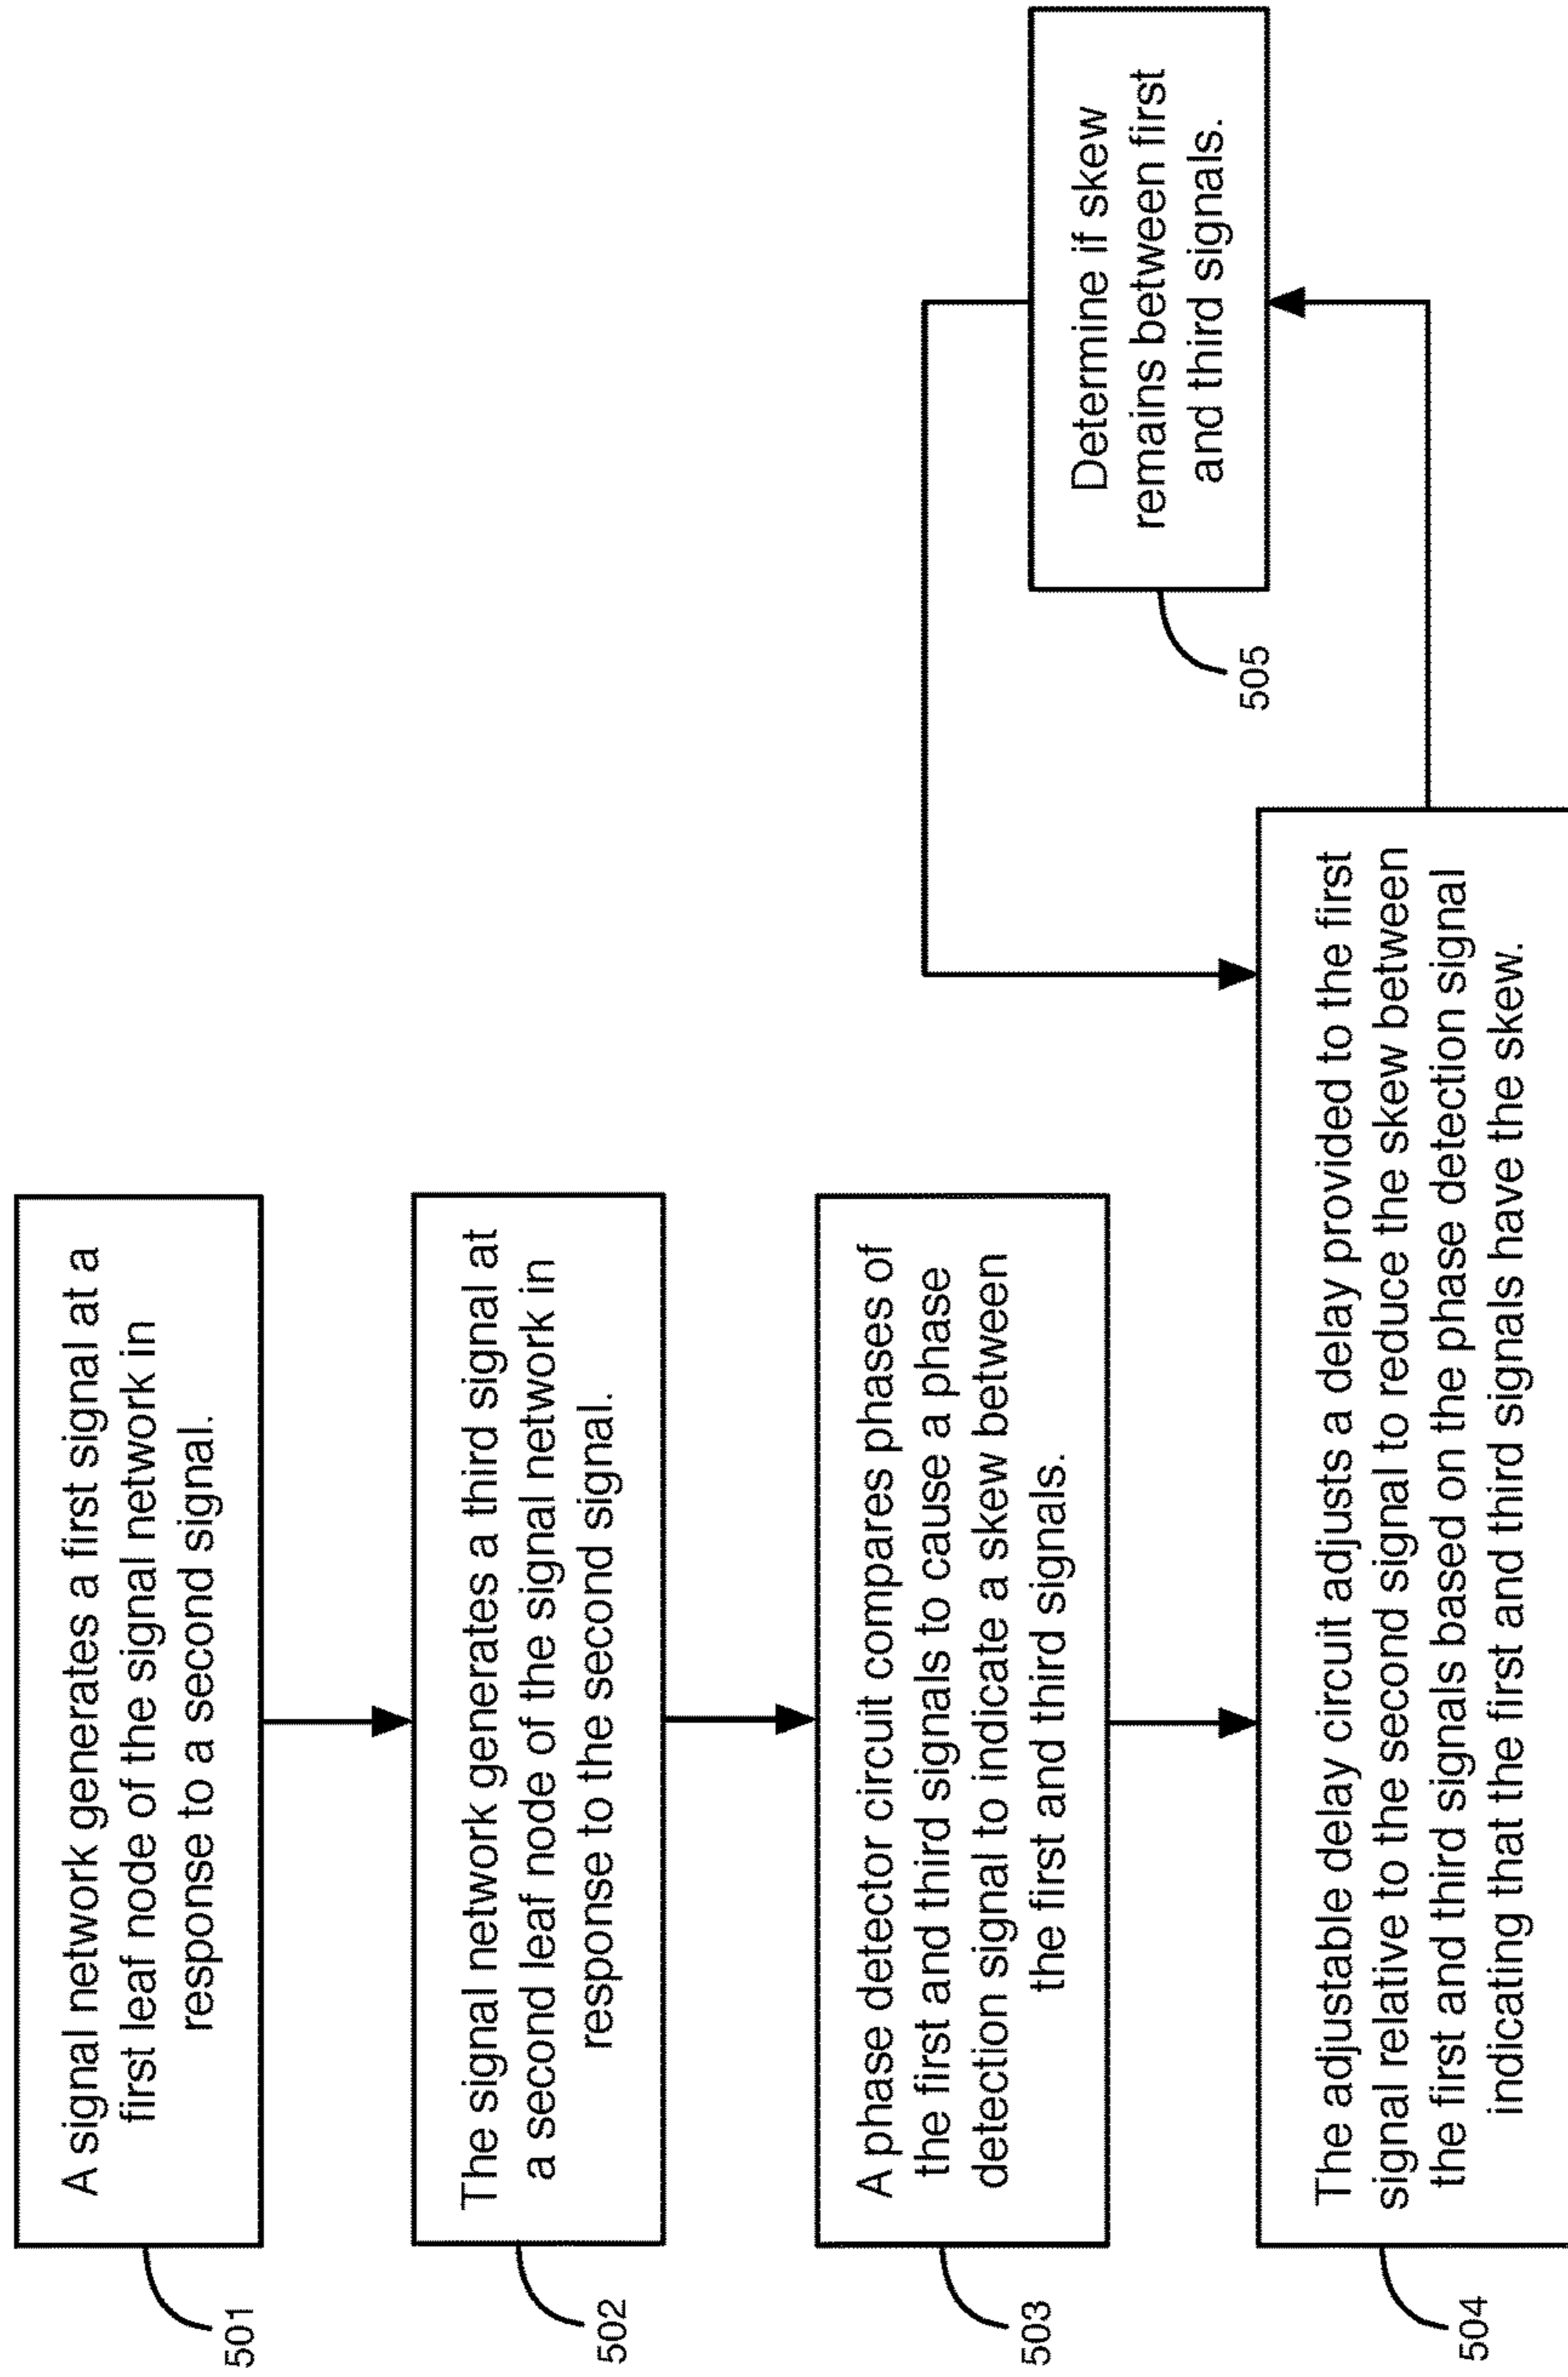 501
A signal network generates a first signal at a
first leaf node of the signal network in
response to a second signal.
502
The signal network generates a third signal at
a second leaf node of the signal network in
response to the second signal.
503
A phase detector circuit compares phases of
the first and third signals to cause a phase
detection signal to indicate a skew between
the first and third signals.
504
The adjustable delay circuit adjusts a delay provided to the first
signal relative to the second signal to reduce the skew between
the first and third signals based on the phase detection signal
indicating that the first and third signals have the skew.
505
Determine if skew
remains between first
and third signals.